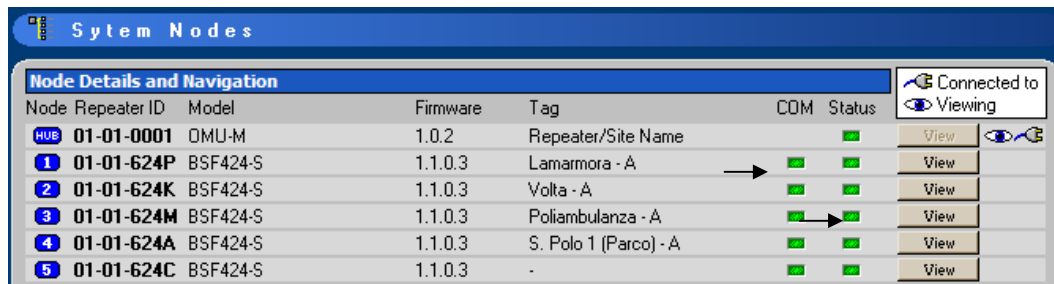 Sytem Nodes
Node Details and Navigation
Connected to
Viewing
Node Repeater ID Model Firmware Tag COM Status
HUB 01-01-0001 OMU-M 1.0.2 Repeater/Site Name View
1 01-01-624P BSF424-S 1.1.0.3 Lamarmora - A View
2 01-01-624K BSF424-S 1.1.0.3 Volta - A View
3 01-01-624M BSF424-S 1.1.0.3 Poliambulanza - A View
4 01-01-624A BSF424-S 1.1.0.3 S. Polo 1 (Parco) - A View
5 01-01-624C BSF424-S 1.1.0.3 - View